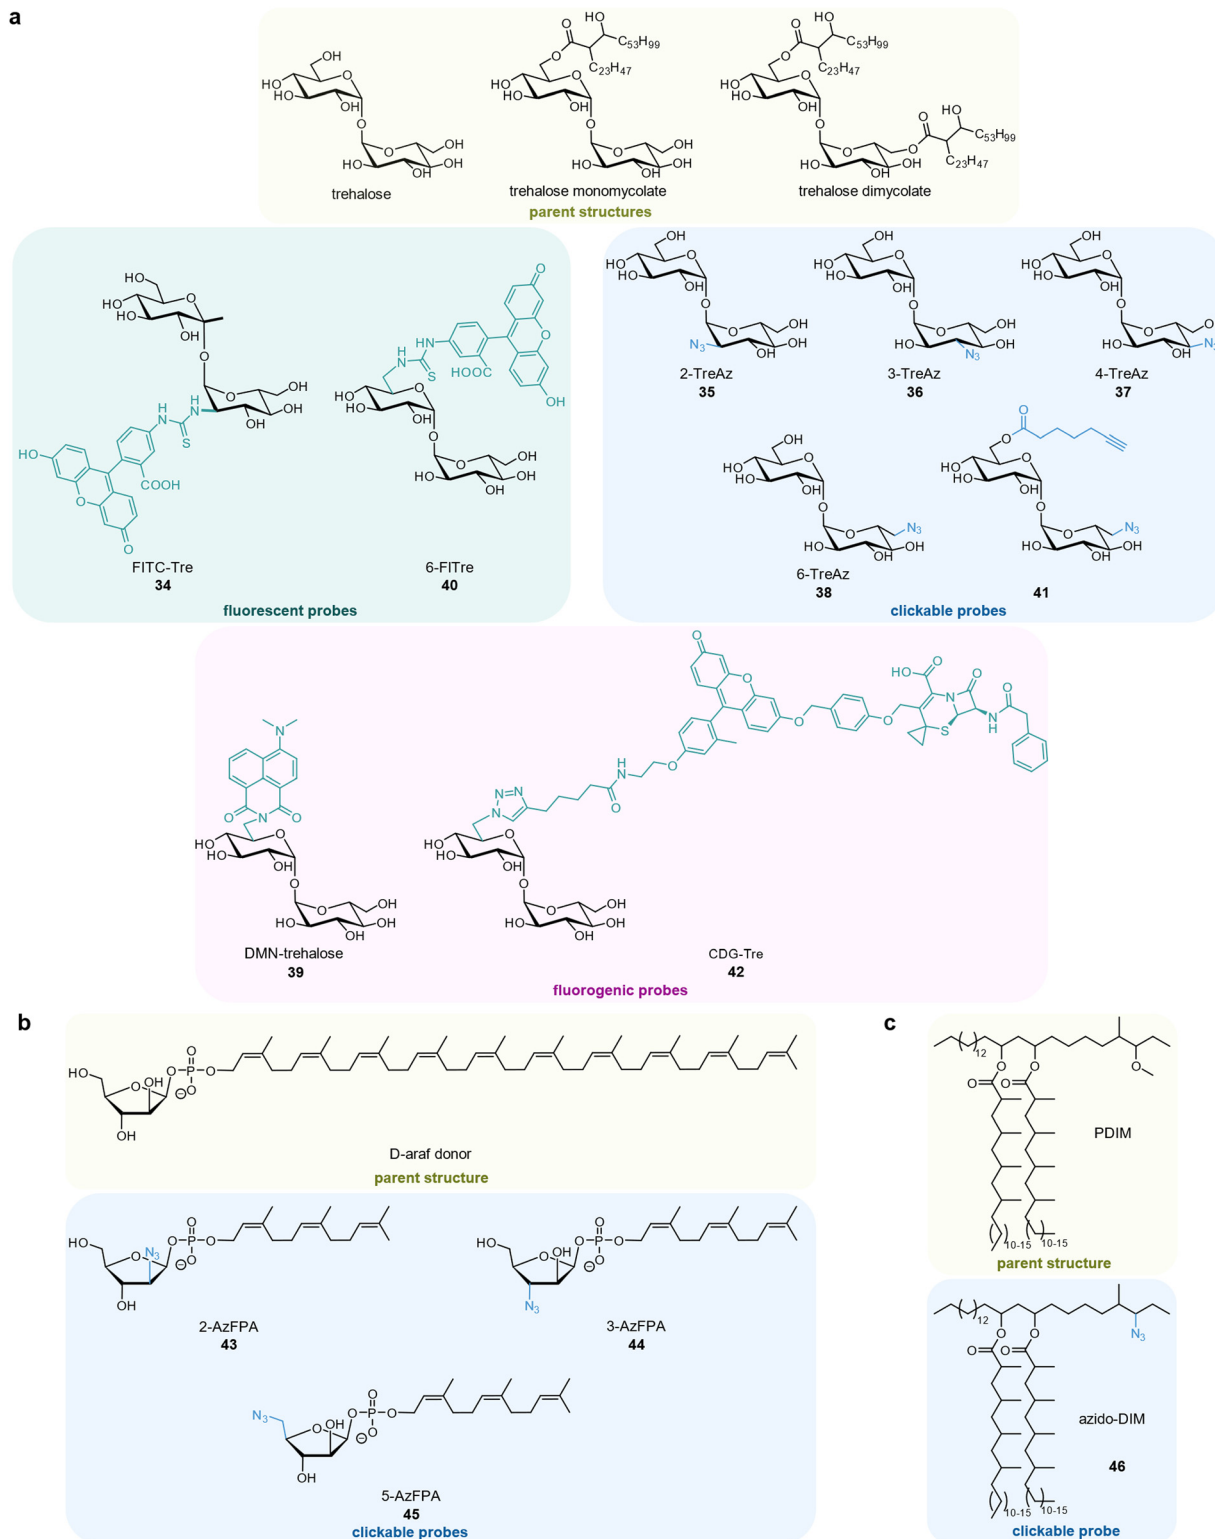 a
trehalose
trehalose monomycolate
trehalose dimycolate
parent structures
FITC-Tre
34
6-FITre
40
fluorescent probes
2-TreAz
35
3-TreAz
36
4-TreAz
37
6-TreAz
38
41
clickable probes
DMN-trehalose
39
CDG-Tre
42
fluorogenic probes
b
D-araf donor
parent structure
2-AzFPA
43
3-AzFPA
44
5-AzFPA
45
clickable probes
c
PDIM
parent structure
azido-DIM
46
clickable probe